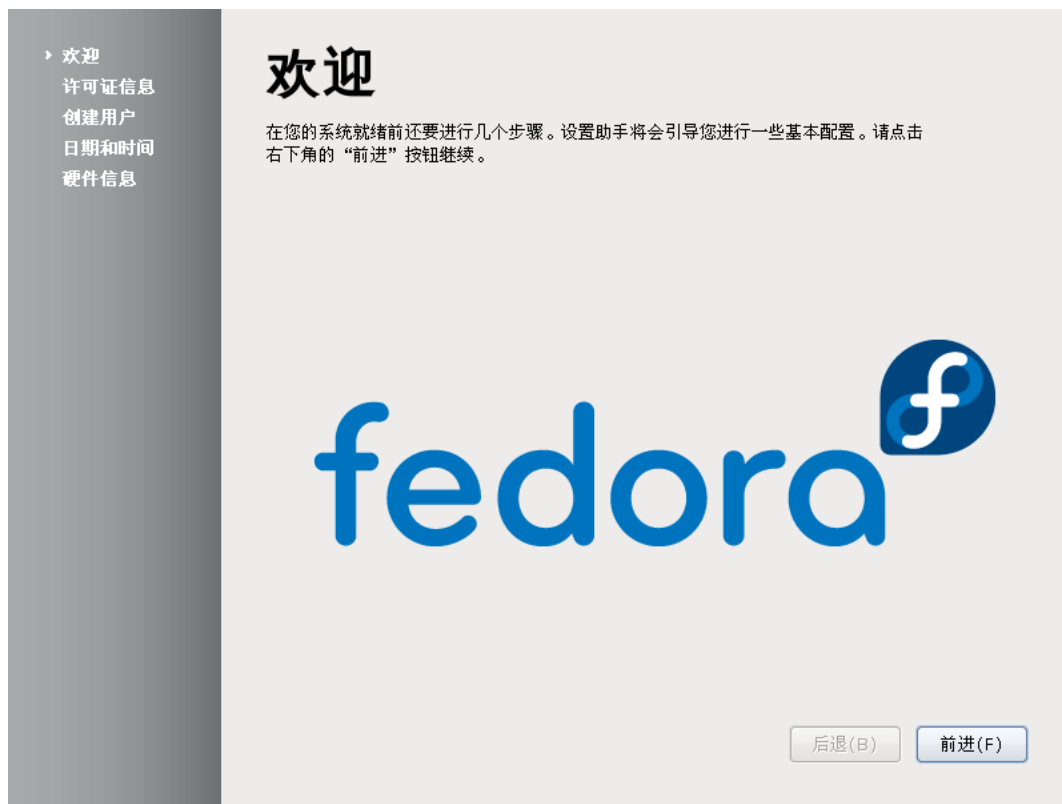 欢迎
许可证信息
创建用户
日期和时间
硬件信息
欢迎
在您的系统就绪前还要进行几个步骤。设置助手将会引导您进行一些基本配置。请点击
右下角的“前进”按钮继续。
fedora
后退(B)
前进(F)